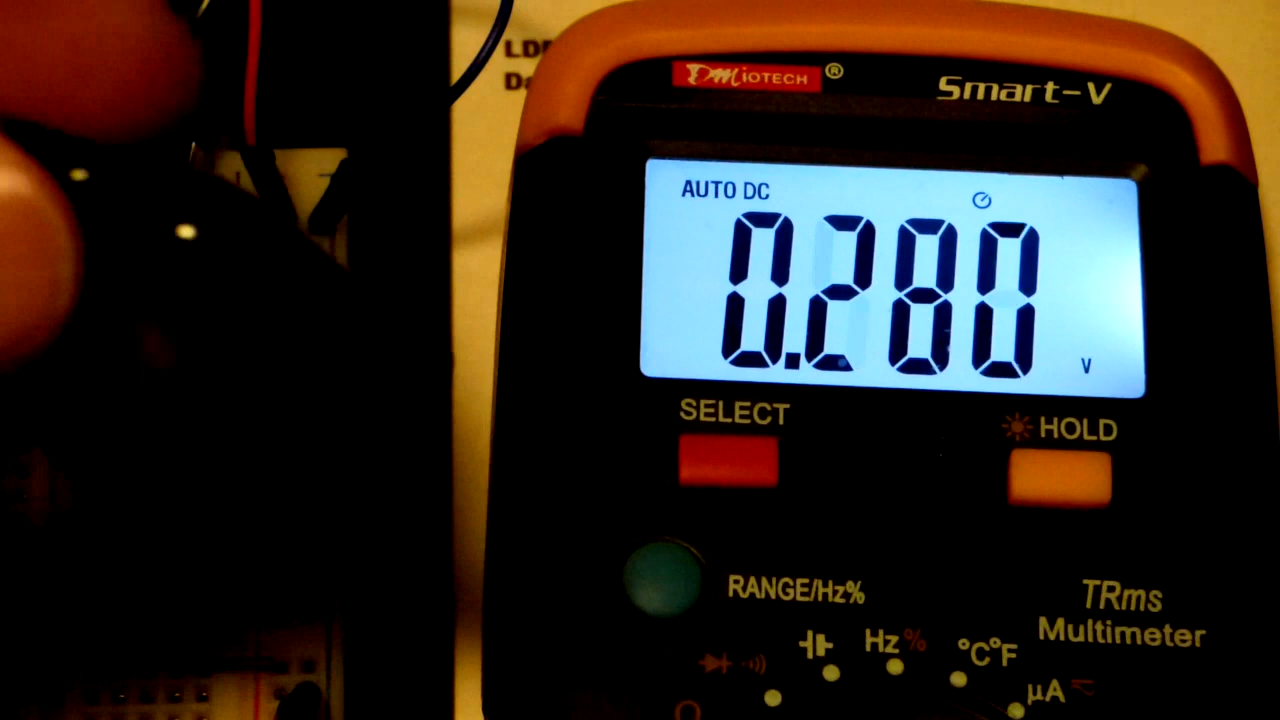 DMiOTECH®
Smart-V
AUTO DC
0.280
V
SELECT
HOLD
RANGE/Hz%
TRms
Multimeter
Hz %
°C°F
μA
Ω